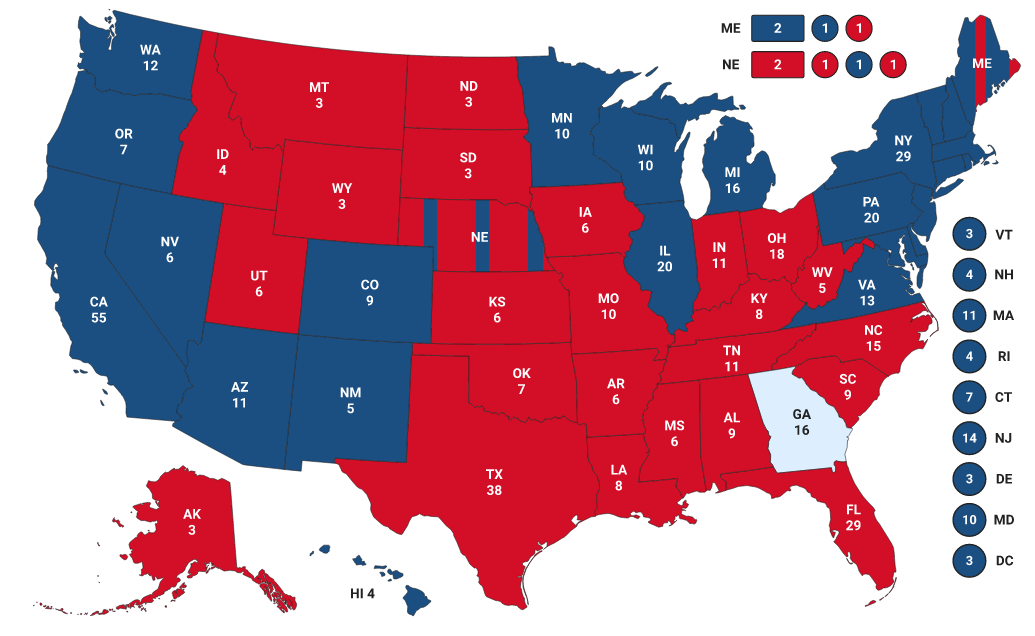 ME 2 1 1
NE 2 1 1 1
WA
12
OR
7
CA
55
NV
6
ID
4
MT
3
WY
3
UT
6
CO
9
AZ
11
NM
5
ND
3
SD
3
NE
KS
6
OK
7
TX
38
MN
10
IA
6
MO
10
AR
6
LA
8
WI
10
IL
20
MI
16
IN
11
OH
18
KY
8
TN
11
MS
6
AL
9
GA
16
FL
29
SC
9
NC
15
VA
13
WV
5
PA
20
NY
29
ME
AK
3
HI 4
3 VT
4 NH
11 MA
4 RI
7 CT
14 NJ
3 DE
10 MD
3 DC